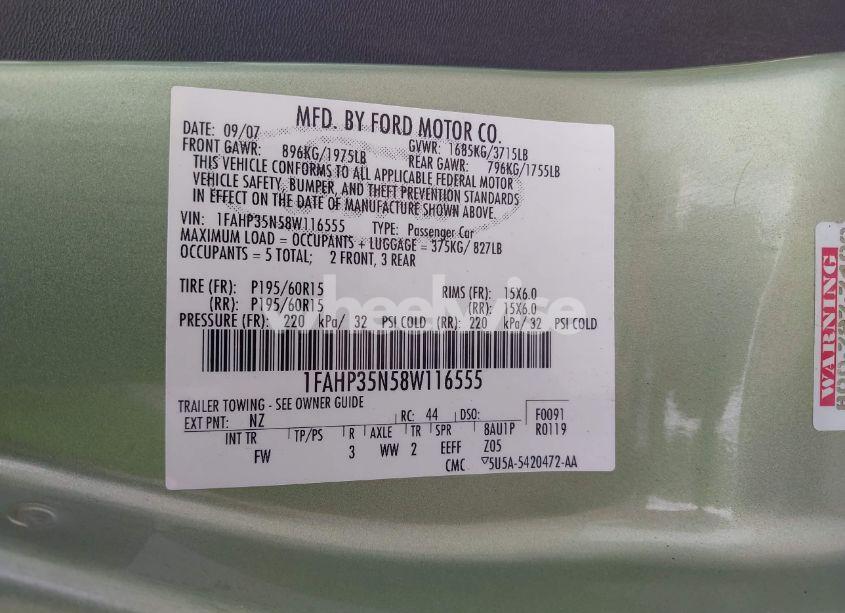 MFD. BY FORD MOTOR CO.
DATE: 09/07 GVWR: 1685KG/3715LB
FRONT GAWR: 896KG/1975LB REAR GAWR: 796KG/1755LB
THIS VEHICLE CONFORMS TO ALL APPLICABLE FEDERAL MOTOR
VEHICLE SAFETY, BUMPER, AND THEFT PREVENTION STANDARDS
IN EFFECT ON THE DATE OF MANUFACTURE SHOWN ABOVE.
VIN: 1FAHP35N58W116555 TYPE: Passenger Car
MAXIMUM LOAD = OCCUPANTS + LUGGAGE = 375KG/ 827LB
OCCUPANTS = 5 TOTAL; 2 FRONT, 3 REAR
TIRE (FR): P195/60R15 RIMS (FR): 15X6.0
(RR): P195/60R15 (RR): 15X6.0
PRESSURE (FR): 220 kPa/ 32 PSI COLD (RR): 220 kPa/ 32 PSI COLD
wheelwise
1FAHP35N58W116555
TRAILER TOWING - SEE OWNER GUIDE
EXT PNT: NZ RC: 44 DSO: F0091
INT TR TP/PS R AXLE TR SPR 8AU1P R0119
FW 3 WW 2 EEFF Z05
CMC ▽5U5A-5420472-AA
WARNING